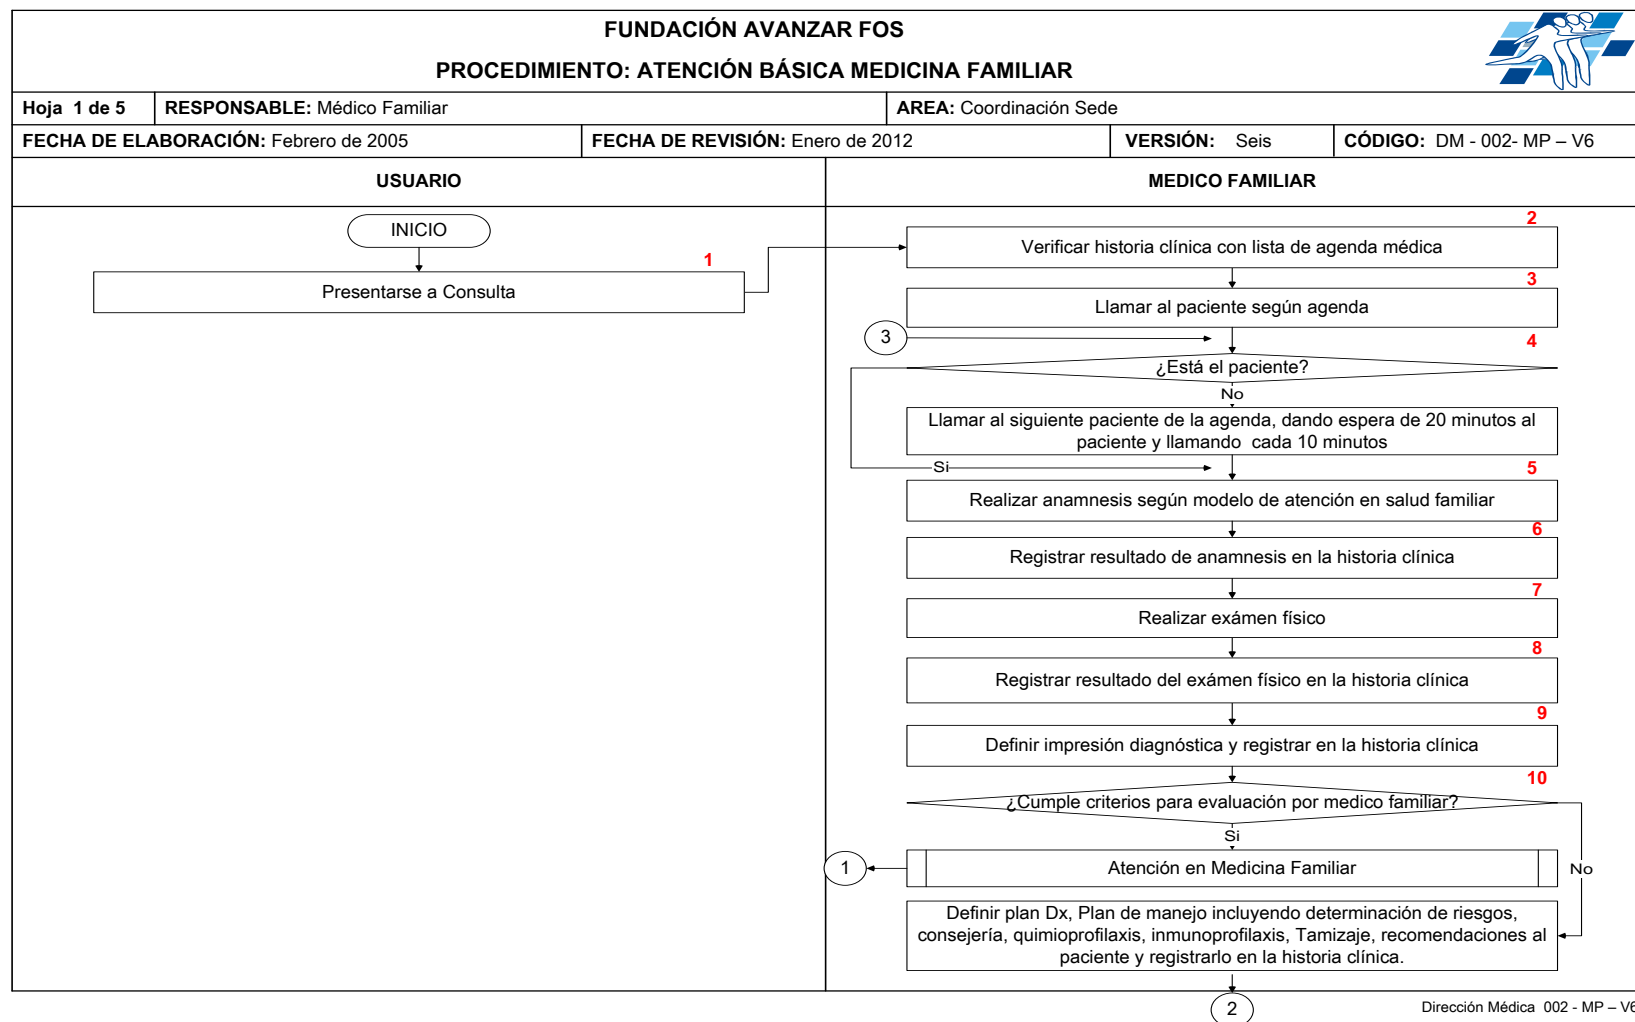 FUNDACIÓN AVANZAR FOS
PROCEDIMIENTO: ATENCIÓN BÁSICA MEDICINA FAMILIAR
Hoja 1 de 5
RESPONSABLE: Médico Familiar
AREA: Coordinación Sede
FECHA DE ELABORACIÓN: Febrero de 2005
FECHA DE REVISIÓN: Enero de 2012
VERSIÓN: Seis
CÓDIGO: DM - 002- MP – V6
USUARIO
MEDICO FAMILIAR
INICIO
1
Presentarse a Consulta
2
Verificar historia clínica con lista de agenda médica
3
Llamar al paciente según agenda
3
4
¿Está el paciente?
No
Llamar al siguiente paciente de la agenda, dando espera de 20 minutos al
paciente y llamando cada 10 minutos
Si
5
Realizar anamnesis según modelo de atención en salud familiar
6
Registrar resultado de anamnesis en la historia clínica
7
Realizar exámen físico
8
Registrar resultado del exámen físico en la historia clínica
9
Definir impresión diagnóstica y registrar en la historia clínica
10
¿Cumple criterios para evaluación por medico familiar?
Si
1
Atención en Medicina Familiar
No
Definir plan Dx, Plan de manejo incluyendo determinación de riesgos,
consejería, quimioprofilaxis, inmunoprofilaxis, Tamizaje, recomendaciones al
paciente y registrarlo en la historia clínica.
2
Dirección Médica 002 - MP – V6